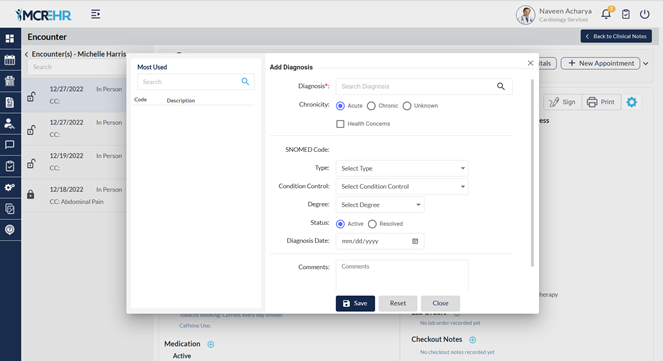 MCREHR
Naveen Acharya
Cardiology Services
Encounter
Back to Clinical Notes
Encounter(s) - Michelle Harris
Search
12/27/2022 In Person
CC:
12/27/2022 In Person
CC:
12/19/2022 In Person
CC:
12/18/2022 In Person
CC: Abdominal Pain
Most Used
Search
Code Description
Add Diagnosis
Diagnosis*: Search Diagnosis
Chronicity: Acute Chronic Unknown
Health Concerns
SNOMED Code:
Type: Select Type
Condition Control: Select Condition Control
Degree: Select Degree
Status: Active Resolved
Diagnosis Date: mm/dd/yyyy
Comments: Comments
Save Reset Close
New Appointment
Sign Print
Tobacco Smoking: Current every day smoker
Caffeine Use:
Medication
Active
No lab order recorded yet
Checkout Notes
No checkout notes recorded yet